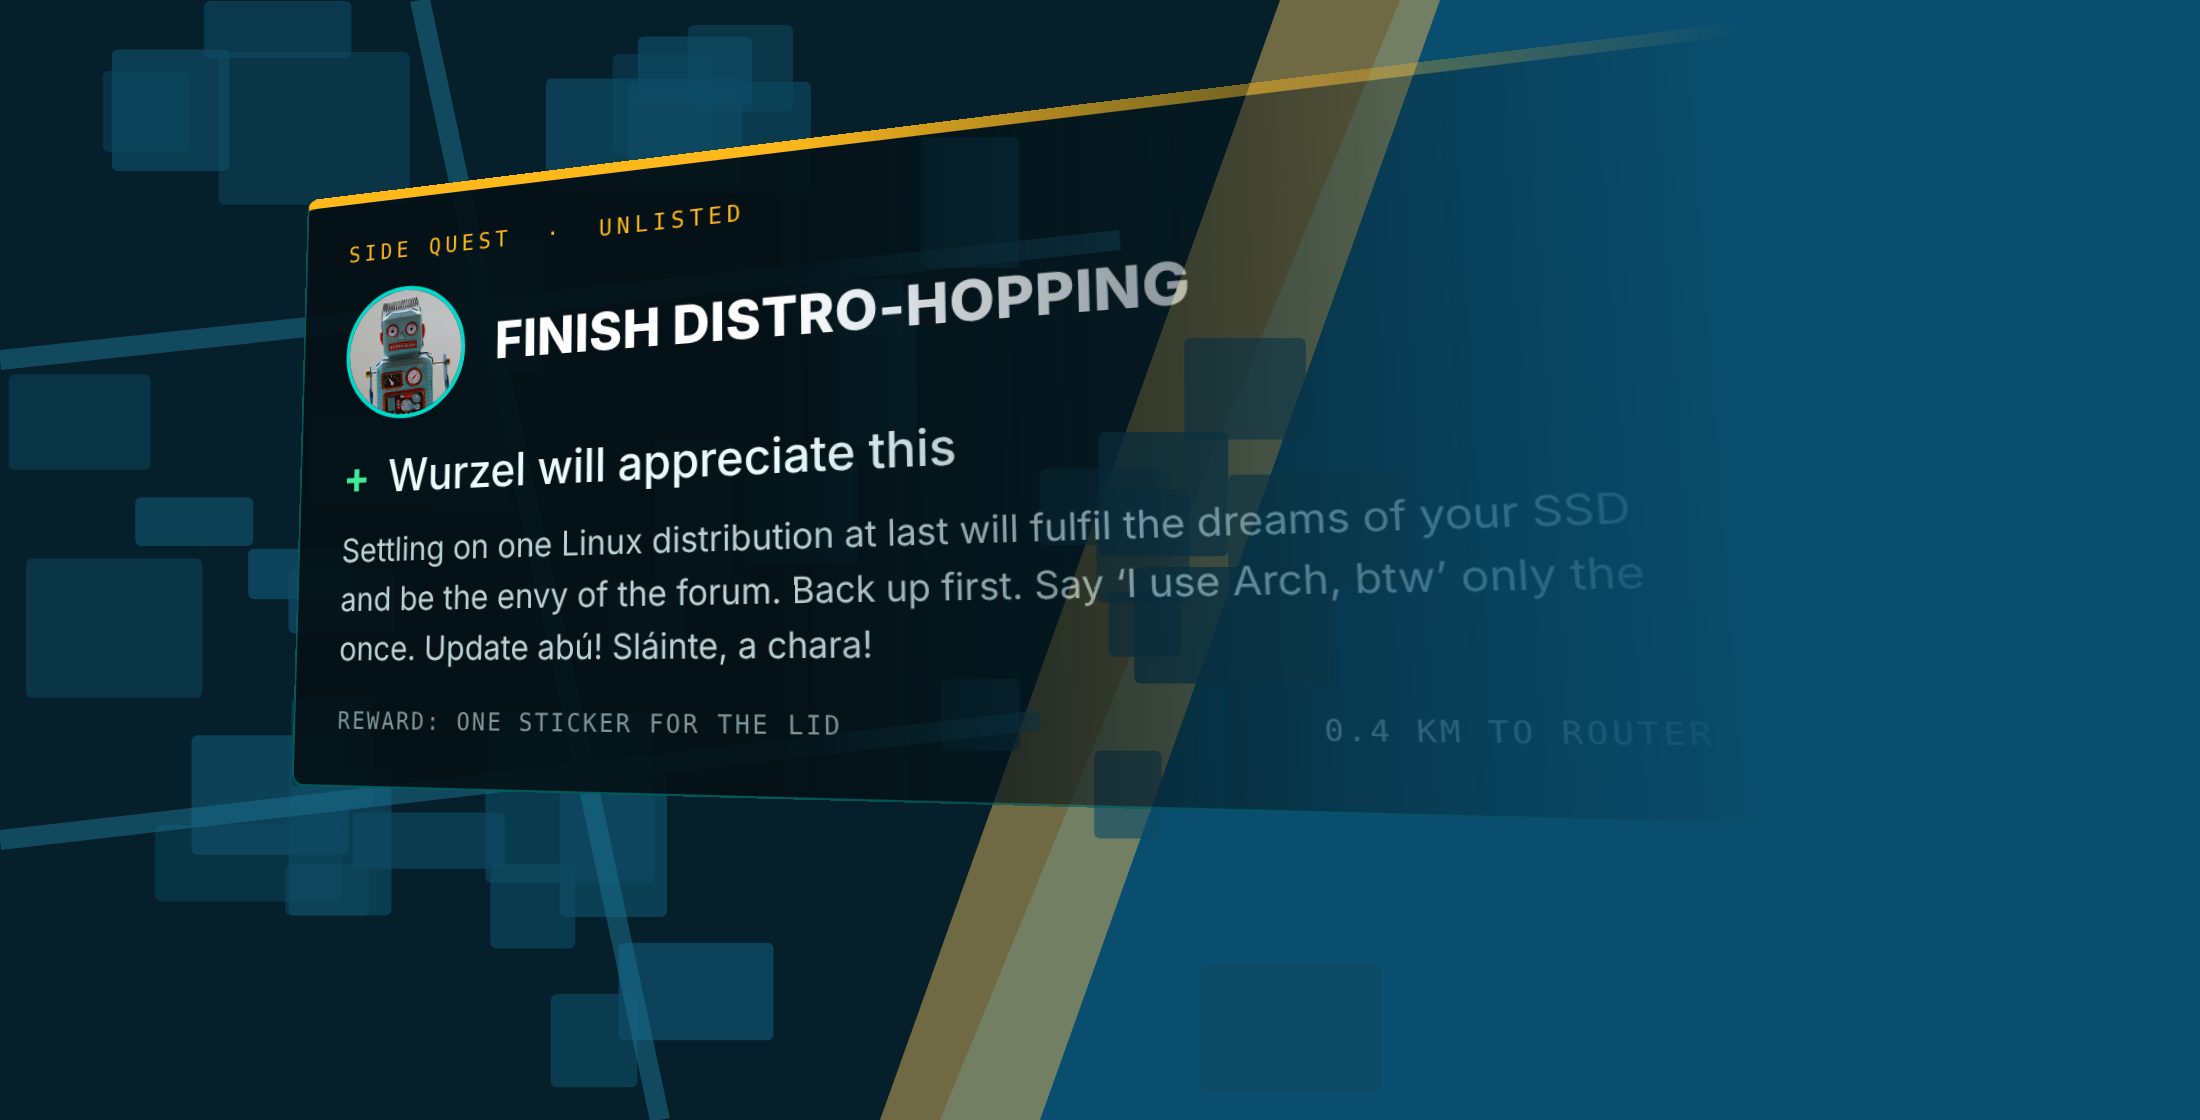 SIDE QUEST · UNLISTED
FINISH DISTRO-HOPPING
+ Wurzel will appreciate this
Settling on one Linux distribution at last will fulfil the dreams of your SSD
and be the envy of the forum. Back up first. Say ‘I use Arch, btw’ only the
once. Update abú! Sláinte, a chara!
REWARD: ONE STICKER FOR THE LID
0.4 KM TO ROUTER